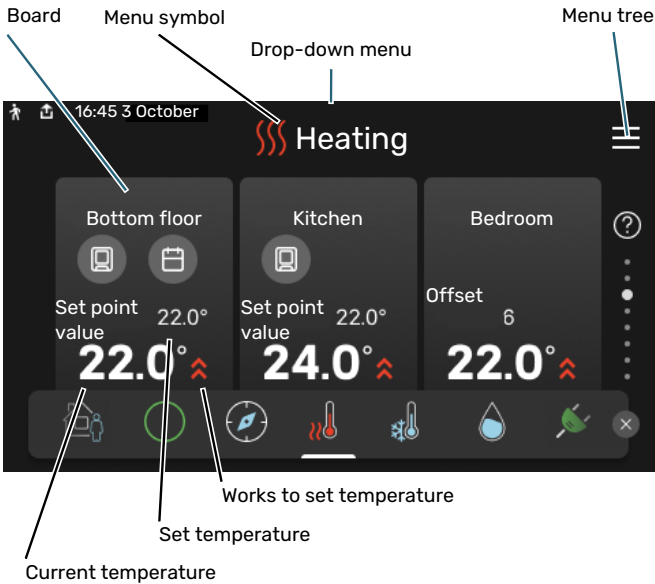 Board
Menu symbol
Menu tree
Drop-down menu
16:45 3 October
Heating
Bottom floor
Kitchen
Bedroom
?
Set point value
22.0°
Set point value
22.0°
Offset
6
22.0°
24.0°
22.0°
Works to set temperature
Set temperature
Current temperature